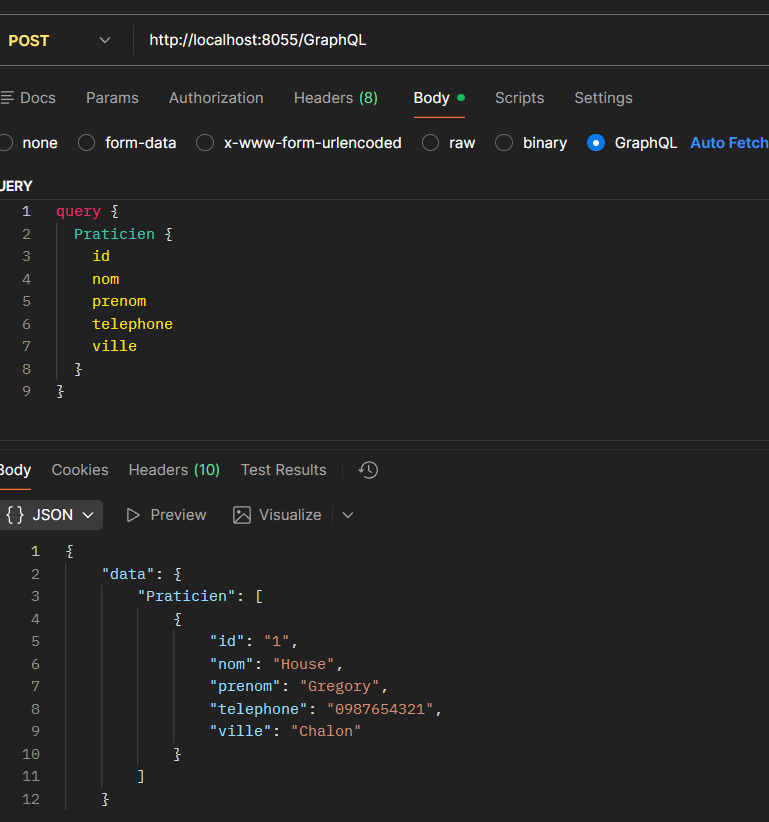 POST http://localhost:8055/GraphQL
Docs Params Authorization Headers (8) Body Scripts Settings
none form-data x-www-form-urlencoded raw binary GraphQL Auto Fetch
UERY
1 query {
2 Praticien {
3 id
4 nom
5 prenom
6 telephone
7 ville
8 }
9 }
Body Cookies Headers (10) Test Results
{} JSON Preview Visualize
1 {
2 "data": {
3 "Praticien": [
4 {
5 "id": "1",
6 "nom": "House",
7 "prenom": "Gregory",
8 "telephone": "0987654321",
9 "ville": "Chalon"
10 }
11 ]
12 }